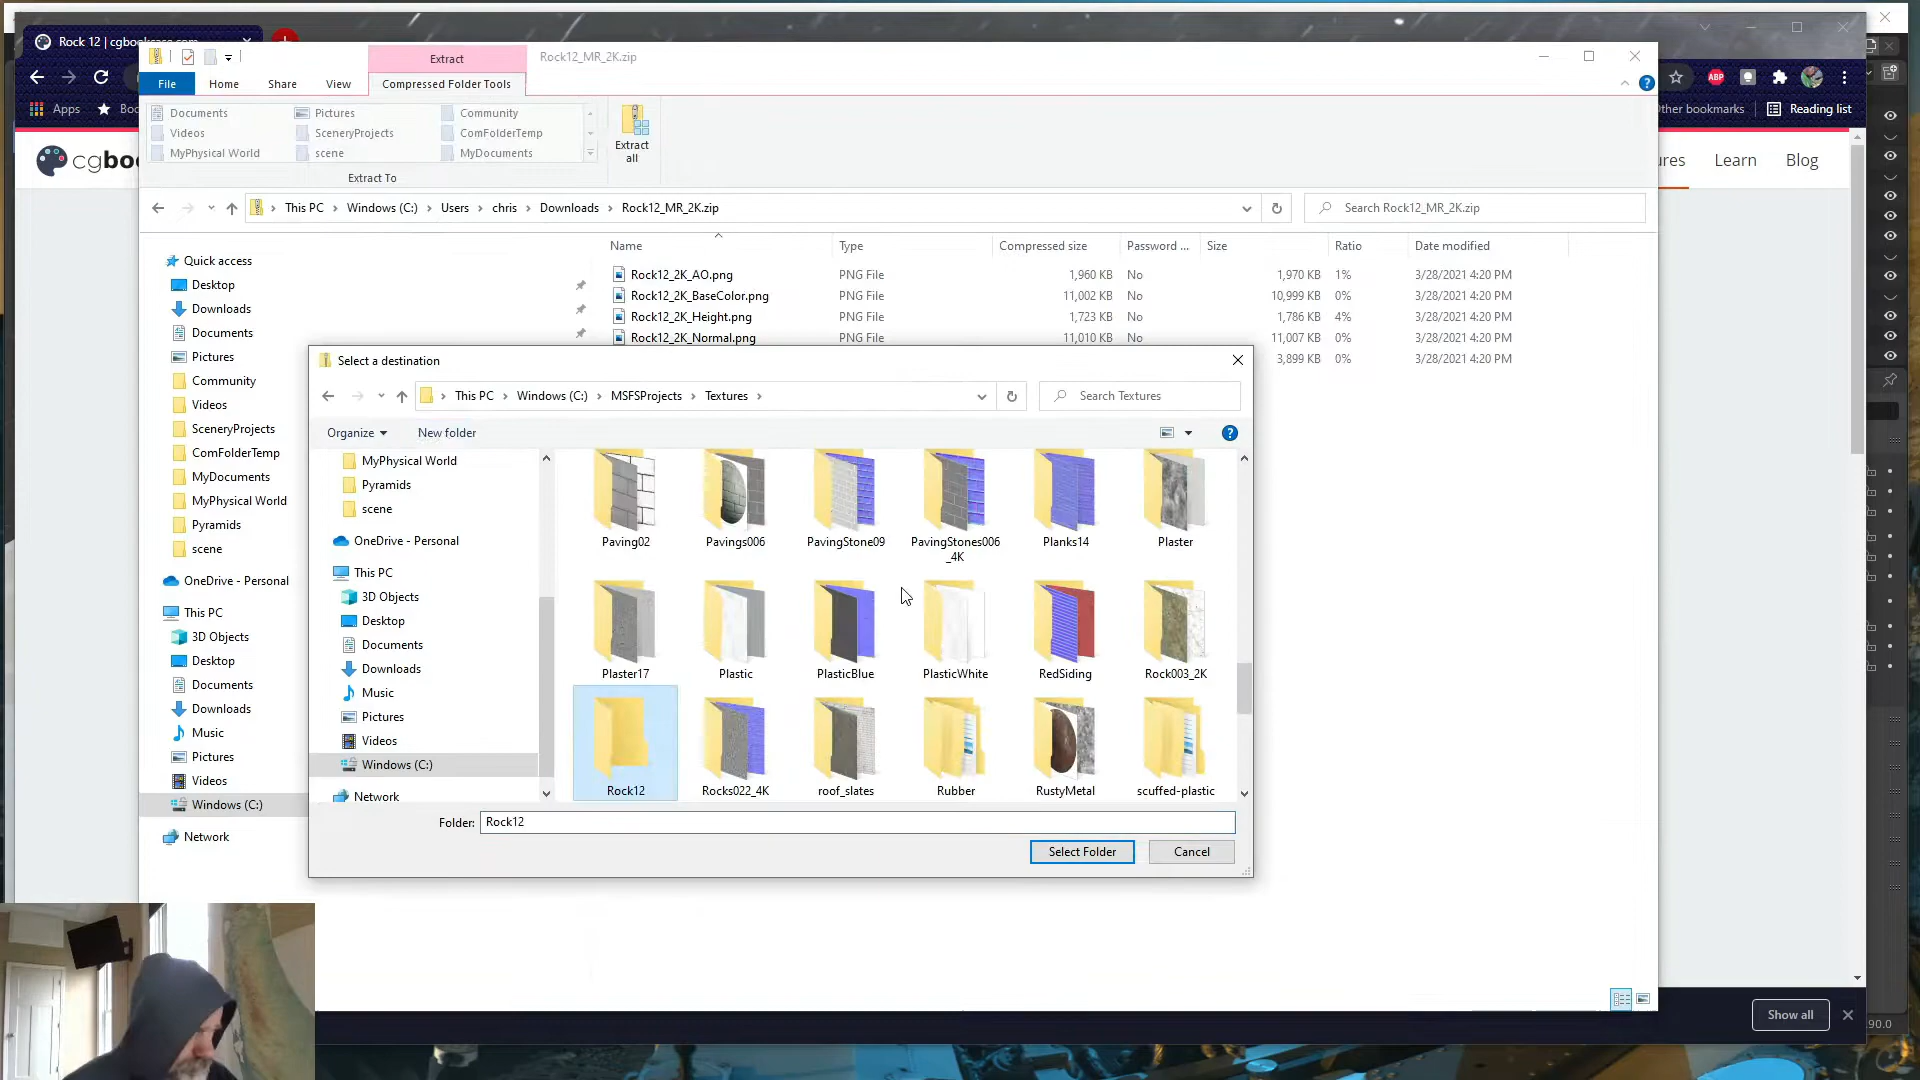 Rock 12 | cgbookcase.com
Extract
Rock12_MR_2K.zip
File
Home
Share
View
Compressed Folder Tools
ABP
Apps
Boo
Other bookmarks
Reading list
Documents
Pictures
Community
Videos
SceneryProjects
ComFolderTemp
MyPhysical World
scene
MyDocuments
Extract all
Extract To
cgboo
ures
Learn
Blog
This PC
Windows (C:)
Users
chris
Downloads
Rock12_MR_2K.zip
Search Rock12_MR_2K.zip
Name
Type
Compressed size
Password ...
Size
Ratio
Date modified
Rock12_2K_AO.png PNG File 1,960 KB No 1,970 KB 1% 3/28/2021 4:20 PM
Rock12_2K_BaseColor.png PNG File 11,002 KB No 10,999 KB 0% 3/28/2021 4:20 PM
Rock12_2K_Height.png PNG File 1,723 KB No 1,786 KB 4% 3/28/2021 4:20 PM
Rock12_2K_Normal.png PNG File 11,010 KB No 11,007 KB 0% 3/28/2021 4:20 PM
3,899 KB 0% 3/28/2021 4:20 PM
Quick access
Desktop
Downloads
Documents
Pictures
Community
Videos
SceneryProjects
ComFolderTemp
MyDocuments
MyPhysical World
Pyramids
scene
OneDrive - Personal
This PC
3D Objects
Desktop
Documents
Downloads
Music
Pictures
Videos
Windows (C:)
Network
Select a destination
This PC
Windows (C:)
MSFSProjects
Textures
Search Textures
Organize
New folder
MyPhysical World
Pyramids
scene
OneDrive - Personal
This PC
3D Objects
Desktop
Documents
Downloads
Music
Pictures
Videos
Windows (C:)
Network
Paving02
Pavings006
PavingStone09
PavingStones006
_4K
Planks14
Plaster
Plaster17
Plastic
PlasticBlue
PlasticWhite
RedSiding
Rock003_2K
Rock12
Rocks022_4K
roof_slates
Rubber
RustyMetal
scuffed-plastic
Folder:
Rock12
Select Folder
Cancel
Show all
.90.0